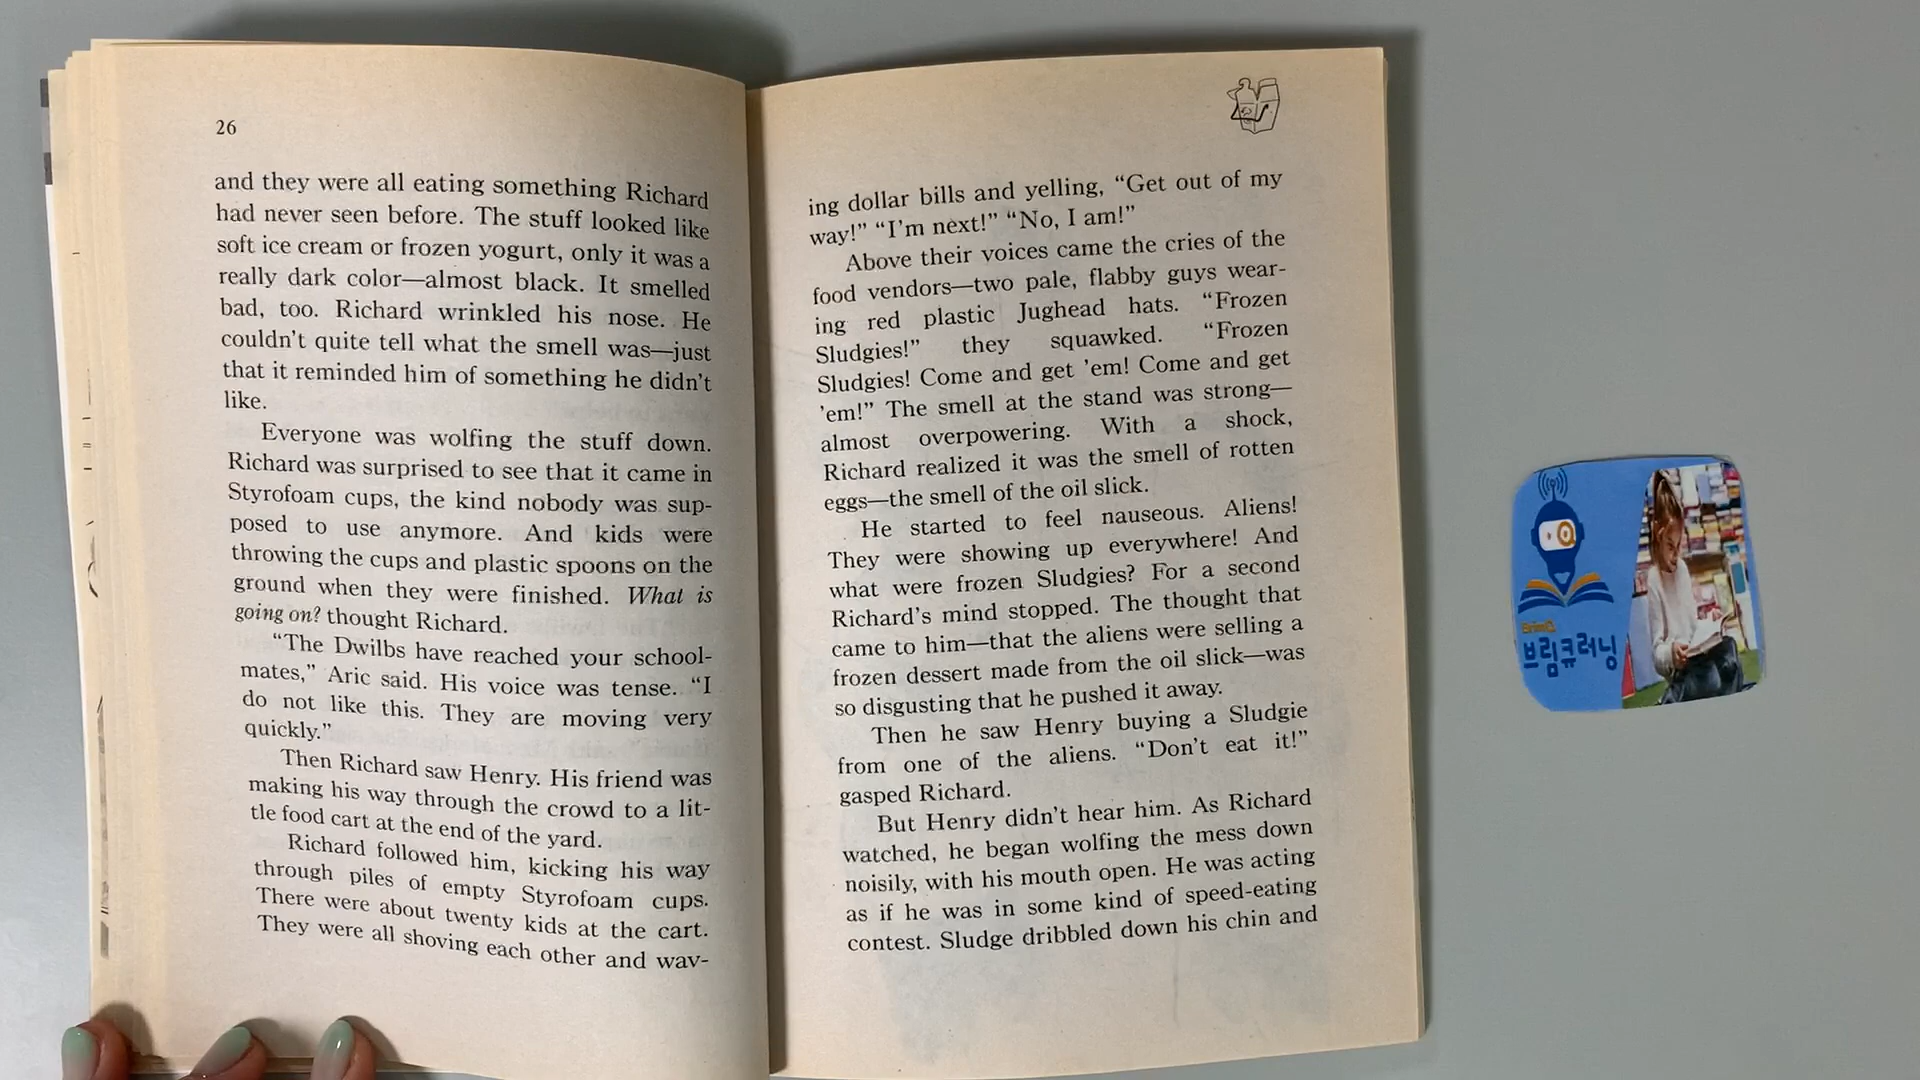 26
and they were all eating something Richard
had never seen before. The stuff looked like
soft ice cream or frozen yogurt, only it was a
really dark color—almost black. It smelled
bad, too. Richard wrinkled his nose. He
couldn't quite tell what the smell was—just
that it reminded him of something he didn't
like.
Everyone was wolfing the stuff down.
Richard was surprised to see that it came in
Styrofoam cups, the kind nobody was sup-
posed to use anymore. And kids were
throwing the cups and plastic spoons on the
ground when they were finished. What is
going on? thought Richard.
“The Dwilbs have reached your school-
mates,” Aric said. His voice was tense. “I
do not like this. They are moving very
quickly.”
Then Richard saw Henry. His friend was
making his way through the crowd to a lit-
tle food cart at the end of the yard.
Richard followed him, kicking his way
through piles of empty Styrofoam cups.
There were about twenty kids at the cart.
They were all shoving each other and wav-
ing dollar bills and yelling, “Get out of my
way!” “I'm next!” “No, I am!”
Above their voices came the cries of the
food vendors—two pale, flabby guys wear-
ing red plastic Jughead hats. “Frozen
Sludgies!” they squawked. “Frozen
Sludgies! Come and get 'em! Come and get
'em!” The smell at the stand was strong—
almost overpowering. With a shock,
Richard realized it was the smell of rotten
eggs—the smell of the oil slick.
He started to feel nauseous. Aliens!
They were showing up everywhere! And
what were frozen Sludgies? For a second
Richard's mind stopped. The thought that
came to him—that the aliens were selling a
frozen dessert made from the oil slick—was
so disgusting that he pushed it away.
Then he saw Henry buying a Sludgie
from one of the aliens. “Don't eat it!”
gasped Richard.
But Henry didn't hear him. As Richard
watched, he began wolfing the mess down
noisily, with his mouth open. He was acting
as if he was in some kind of speed-eating
contest. Sludge dribbled down his chin and
BrimQ
브림큐러닝